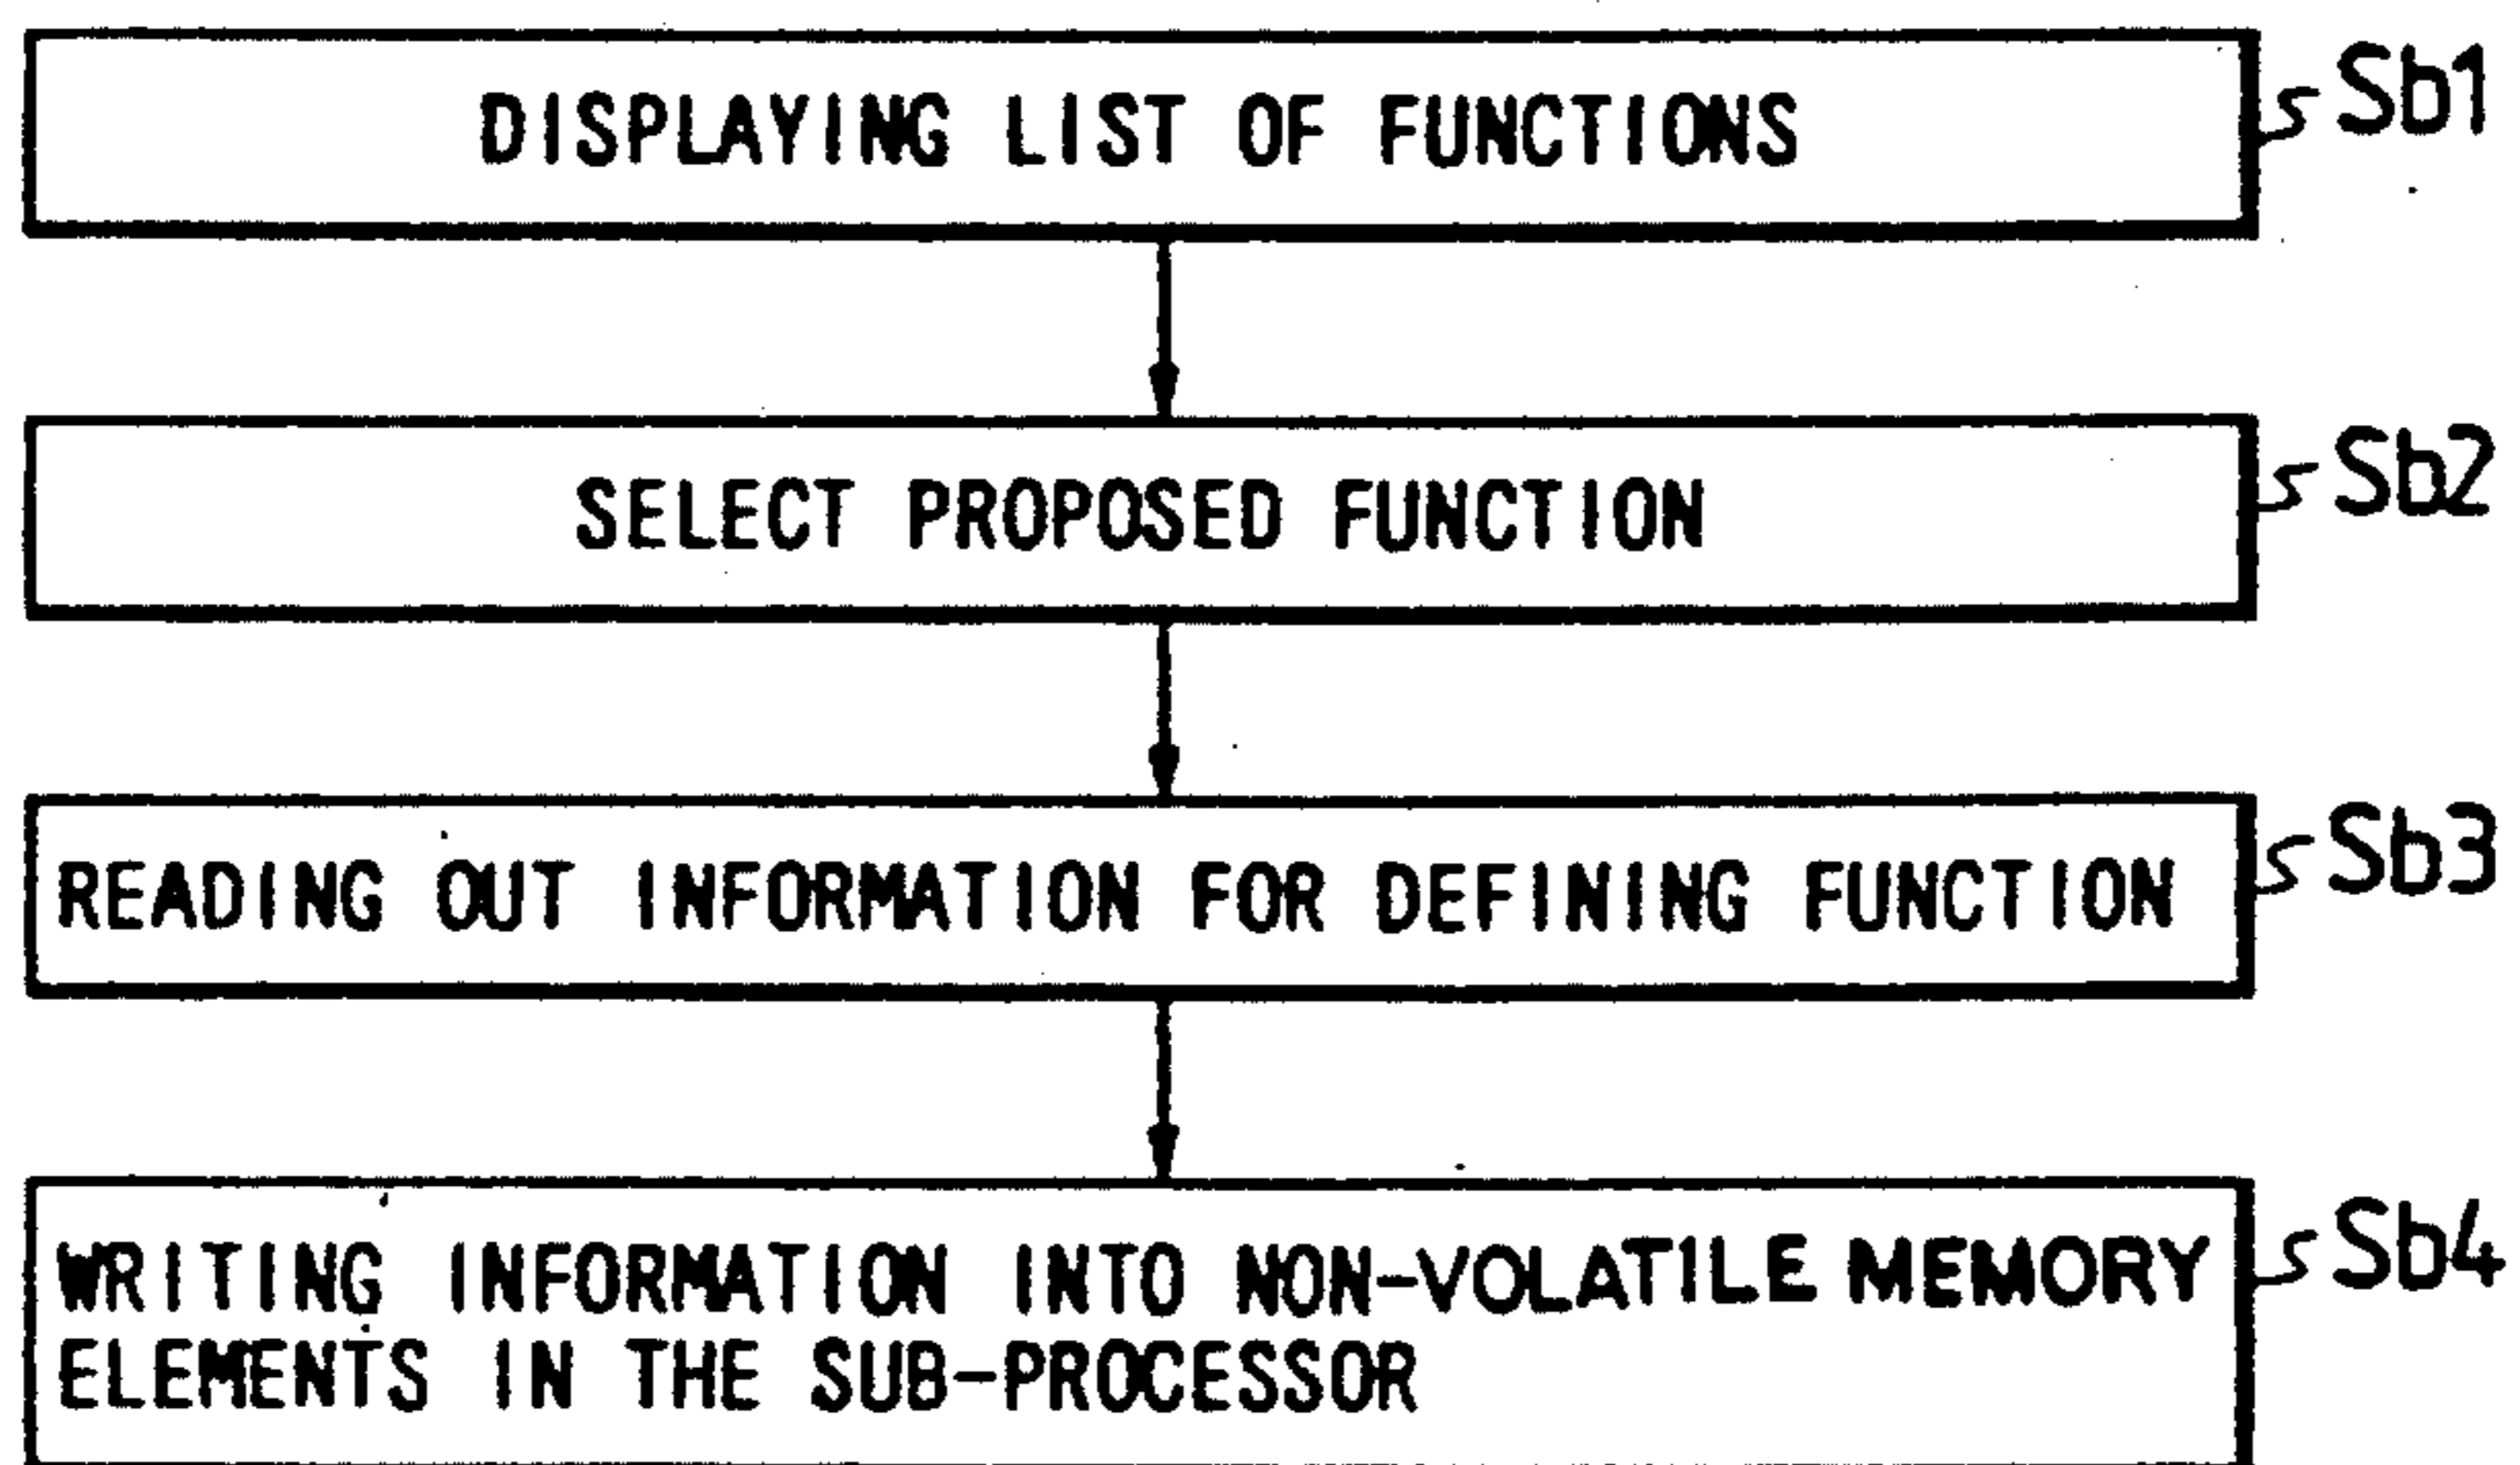 DISPLAYING LIST OF FUNCTIONS Sb1
SELECT PROPOSED FUNCTION Sb2
READING OUT INFORMATION FOR DEFINING FUNCTION Sb3
WRITING INFORMATION INTO NON-VOLATILE MEMORY Sb4
ELEMENTS IN THE SUB-PROCESSOR